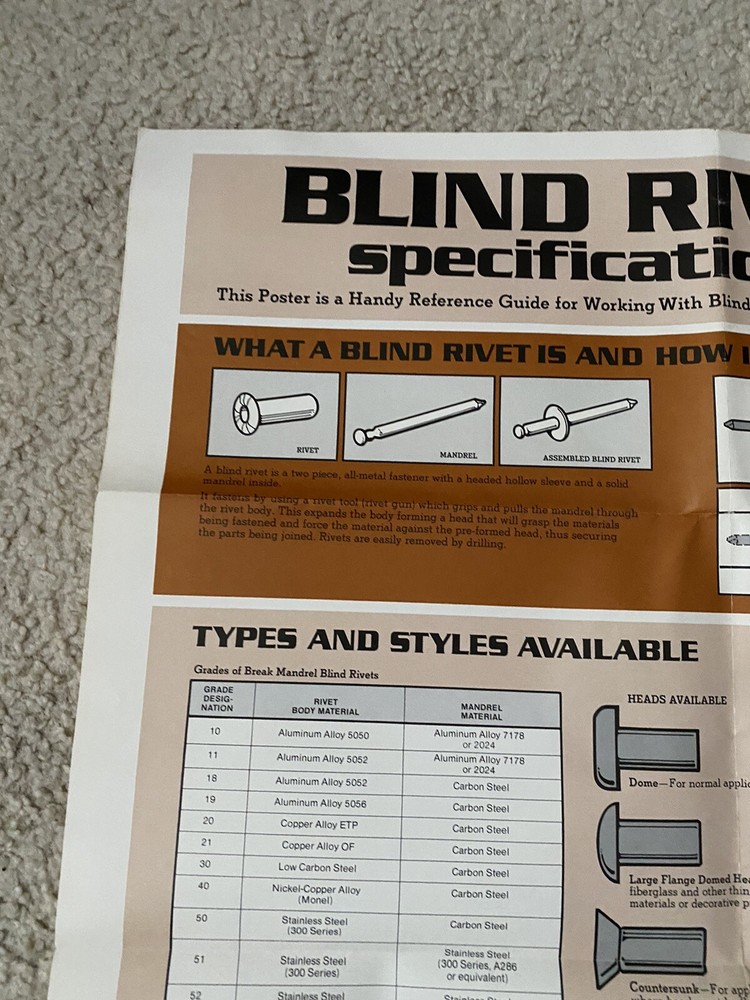 BLIND RIV
specificatio
This Poster is a Handy Reference Guide for Working With Blind
WHAT A BLIND RIVET IS AND HOW I
RIVET
MANDREL
ASSEMBLED BLIND RIVET
A blind rivet is a two piece, all-metal fastener with a headed hollow sleeve and a solid
mandrel inside.
It fastens by using a rivet tool (rivet gun) which grips and pulls the mandrel through
the rivet body. This expands the body forming a head that will grasp the materials
being fastened and force the material against the pre-formed head, thus securing
the parts being joined. Rivets are easily removed by drilling.
TYPES AND STYLES AVAILABLE
Grades of Break Mandrel Blind Rivets
GRADE
DESIG-
NATION
RIVET
BODY MATERIAL
MANDREL
MATERIAL
10
Aluminum Alloy 5050
Aluminum Alloy 7178
or 2024
11
Aluminum Alloy 5052
Aluminum Alloy 7178
or 2024
18
Aluminum Alloy 5052
Carbon Steel
19
Aluminum Alloy 5056
Carbon Steel
20
Copper Alloy ETP
Carbon Steel
21
Copper Alloy OF
Carbon Steel
30
Low Carbon Steel
Carbon Steel
40
Nickel-Copper Alloy
(Monel)
Carbon Steel
50
Stainless Steel
(300 Series)
Carbon Steel
51
Stainless Steel
(300 Series)
Stainless Steel
(300 Series, A286
or equivalent)
52
Stainless Steel
HEADS AVAILABLE
Dome—For normal applic
Large Flange Domed Hea
fiberglass and other thin
materials or decorative p
Countersunk—For app